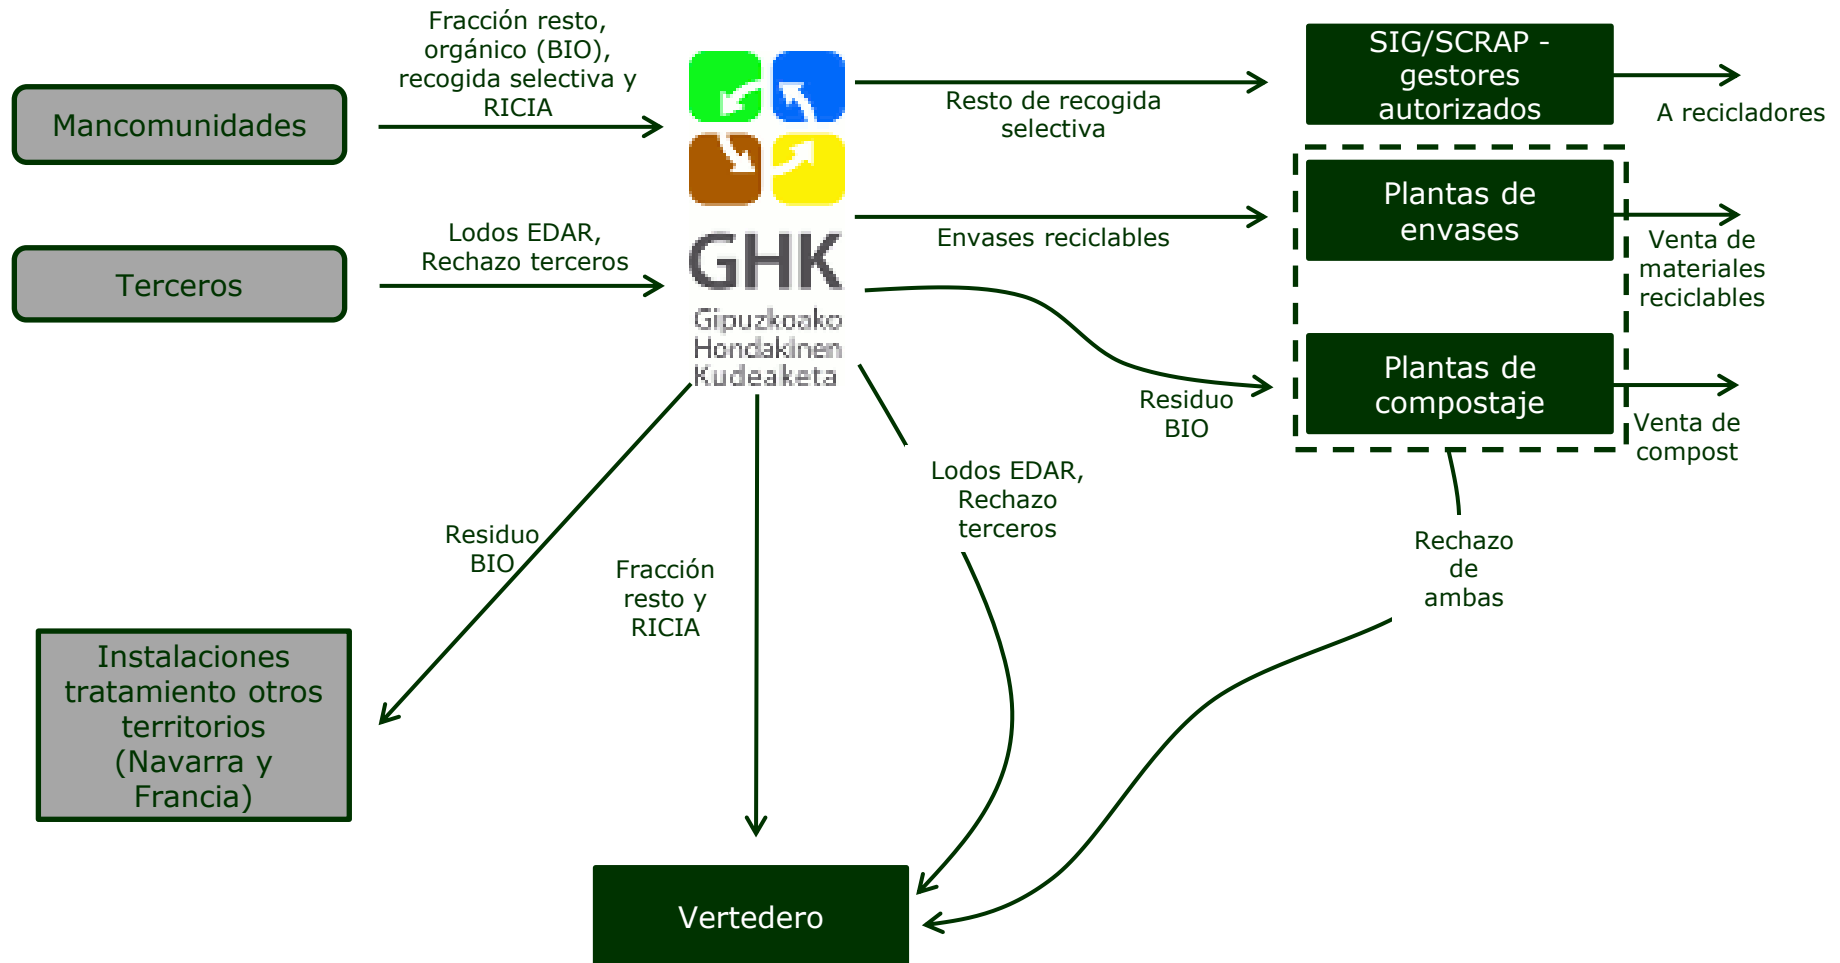 Fracción resto,
orgánico (BIO),
recogida selectiva y
RICIA
Mancomunidades
Lodos EDAR,
Rechazo terceros
Terceros
GHK
Gipuzkoako
Hondakinen
Kudeaketa
Resto de recogida
selectiva
SIG/SCRAP -
gestores
autorizados
A recicladores
Envases reciclables
Plantas de
envases
Venta de
materiales
reciclables
Residuo
BIO
Plantas de
compostaje
Venta de
compost
Lodos EDAR,
Rechazo
terceros
Rechazo
de
ambas
Residuo
BIO
Fracción
resto y
RICIA
Instalaciones
tratamiento otros
territorios
(Navarra y
Francia)
Vertedero